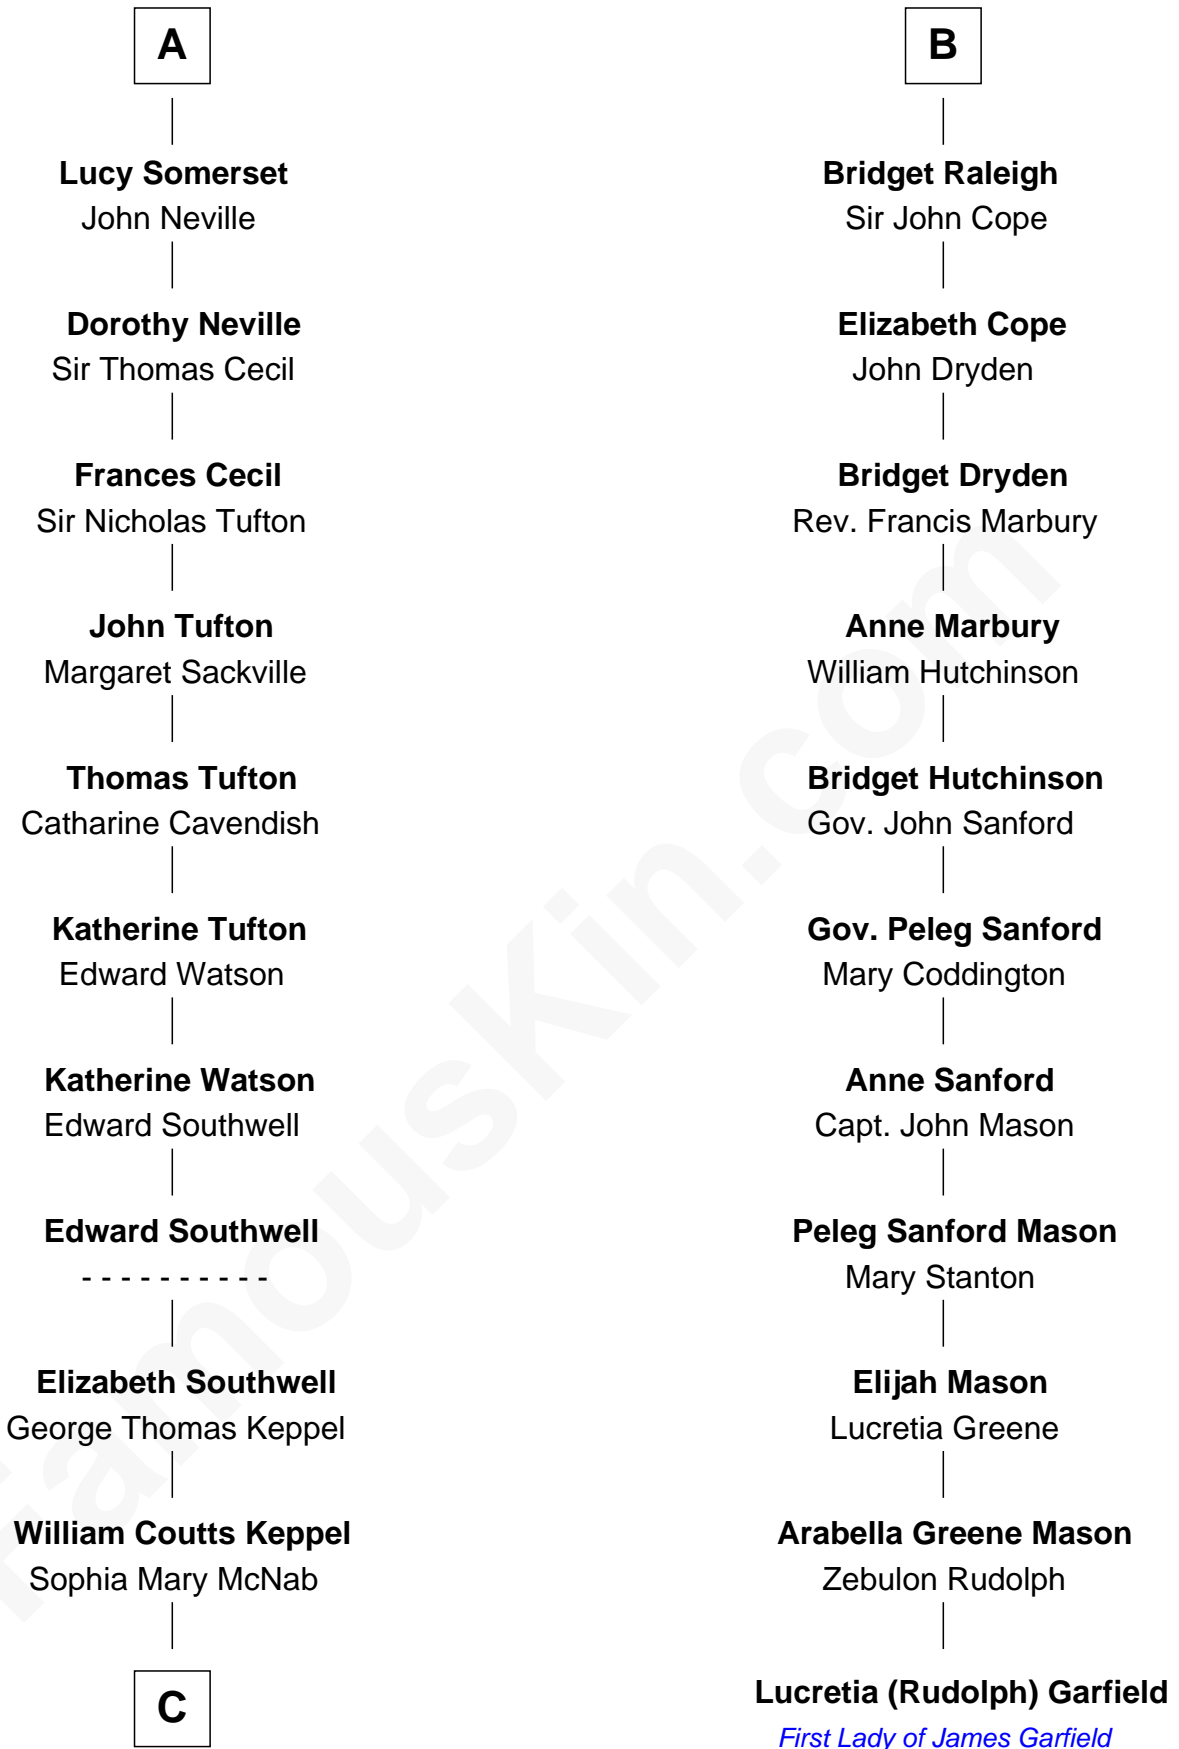 A
Lucy Somerset
John Neville
Dorothy Neville
Sir Thomas Cecil
Frances Cecil
Sir Nicholas Tufton
John Tufton
Margaret Sackville
Thomas Tufton
Catharine Cavendish
Katherine Tufton
Edward Watson
Katherine Watson
Edward Southwell
Edward Southwell
- - - - - - - - - -
Elizabeth Southwell
George Thomas Keppel
William Coutts Keppel
Sophia Mary McNab
C
B
Bridget Raleigh
Sir John Cope
Elizabeth Cope
John Dryden
Bridget Dryden
Rev. Francis Marbury
Anne Marbury
William Hutchinson
Bridget Hutchinson
Gov. John Sanford
Gov. Peleg Sanford
Mary Coddington
Anne Sanford
Capt. John Mason
Peleg Sanford Mason
Mary Stanton
Elijah Mason
Lucretia Greene
Arabella Greene Mason
Zebulon Rudolph
Lucretia (Rudolph) Garfield
First Lady of James Garfield
FamousKin.com